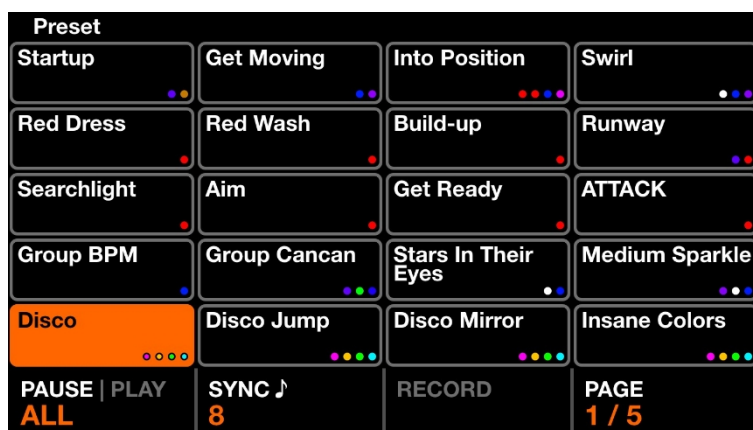 Preset
Startup
Get Moving
Into Position
Swirl
Red Dress
Red Wash
Build-up
Runway
Searchlight
Aim
Get Ready
ATTACK
Group BPM
Group Cancan
Stars In Their
Eyes
Medium Sparkle
Disco
Disco Jump
Disco Mirror
Insane Colors
PAUSE | PLAY
ALL
SYNC ♪
8
RECORD
PAGE
1 / 5